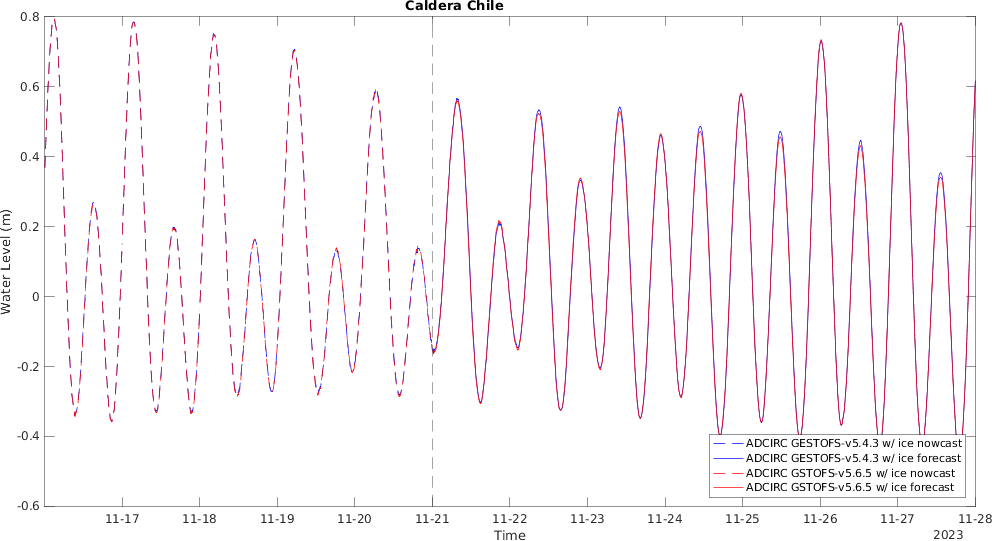 Caldera Chile
0.8
0.6
0.4
0.2
0
-0.2
-0.4
-0.6
Water Level (m)
ADCIRC GESTOFS-v5.4.3 w/ ice nowcast
ADCIRC GESTOFS-v5.4.3 w/ ice forecast
ADCIRC GSTOFS-v5.6.5 w/ ice nowcast
ADCIRC GSTOFS-v5.6.5 w/ ice forecast
11-17 11-18 11-19 11-20 11-21 11-22 11-23 11-24 11-25 11-26 11-27 11-28
Time
2023